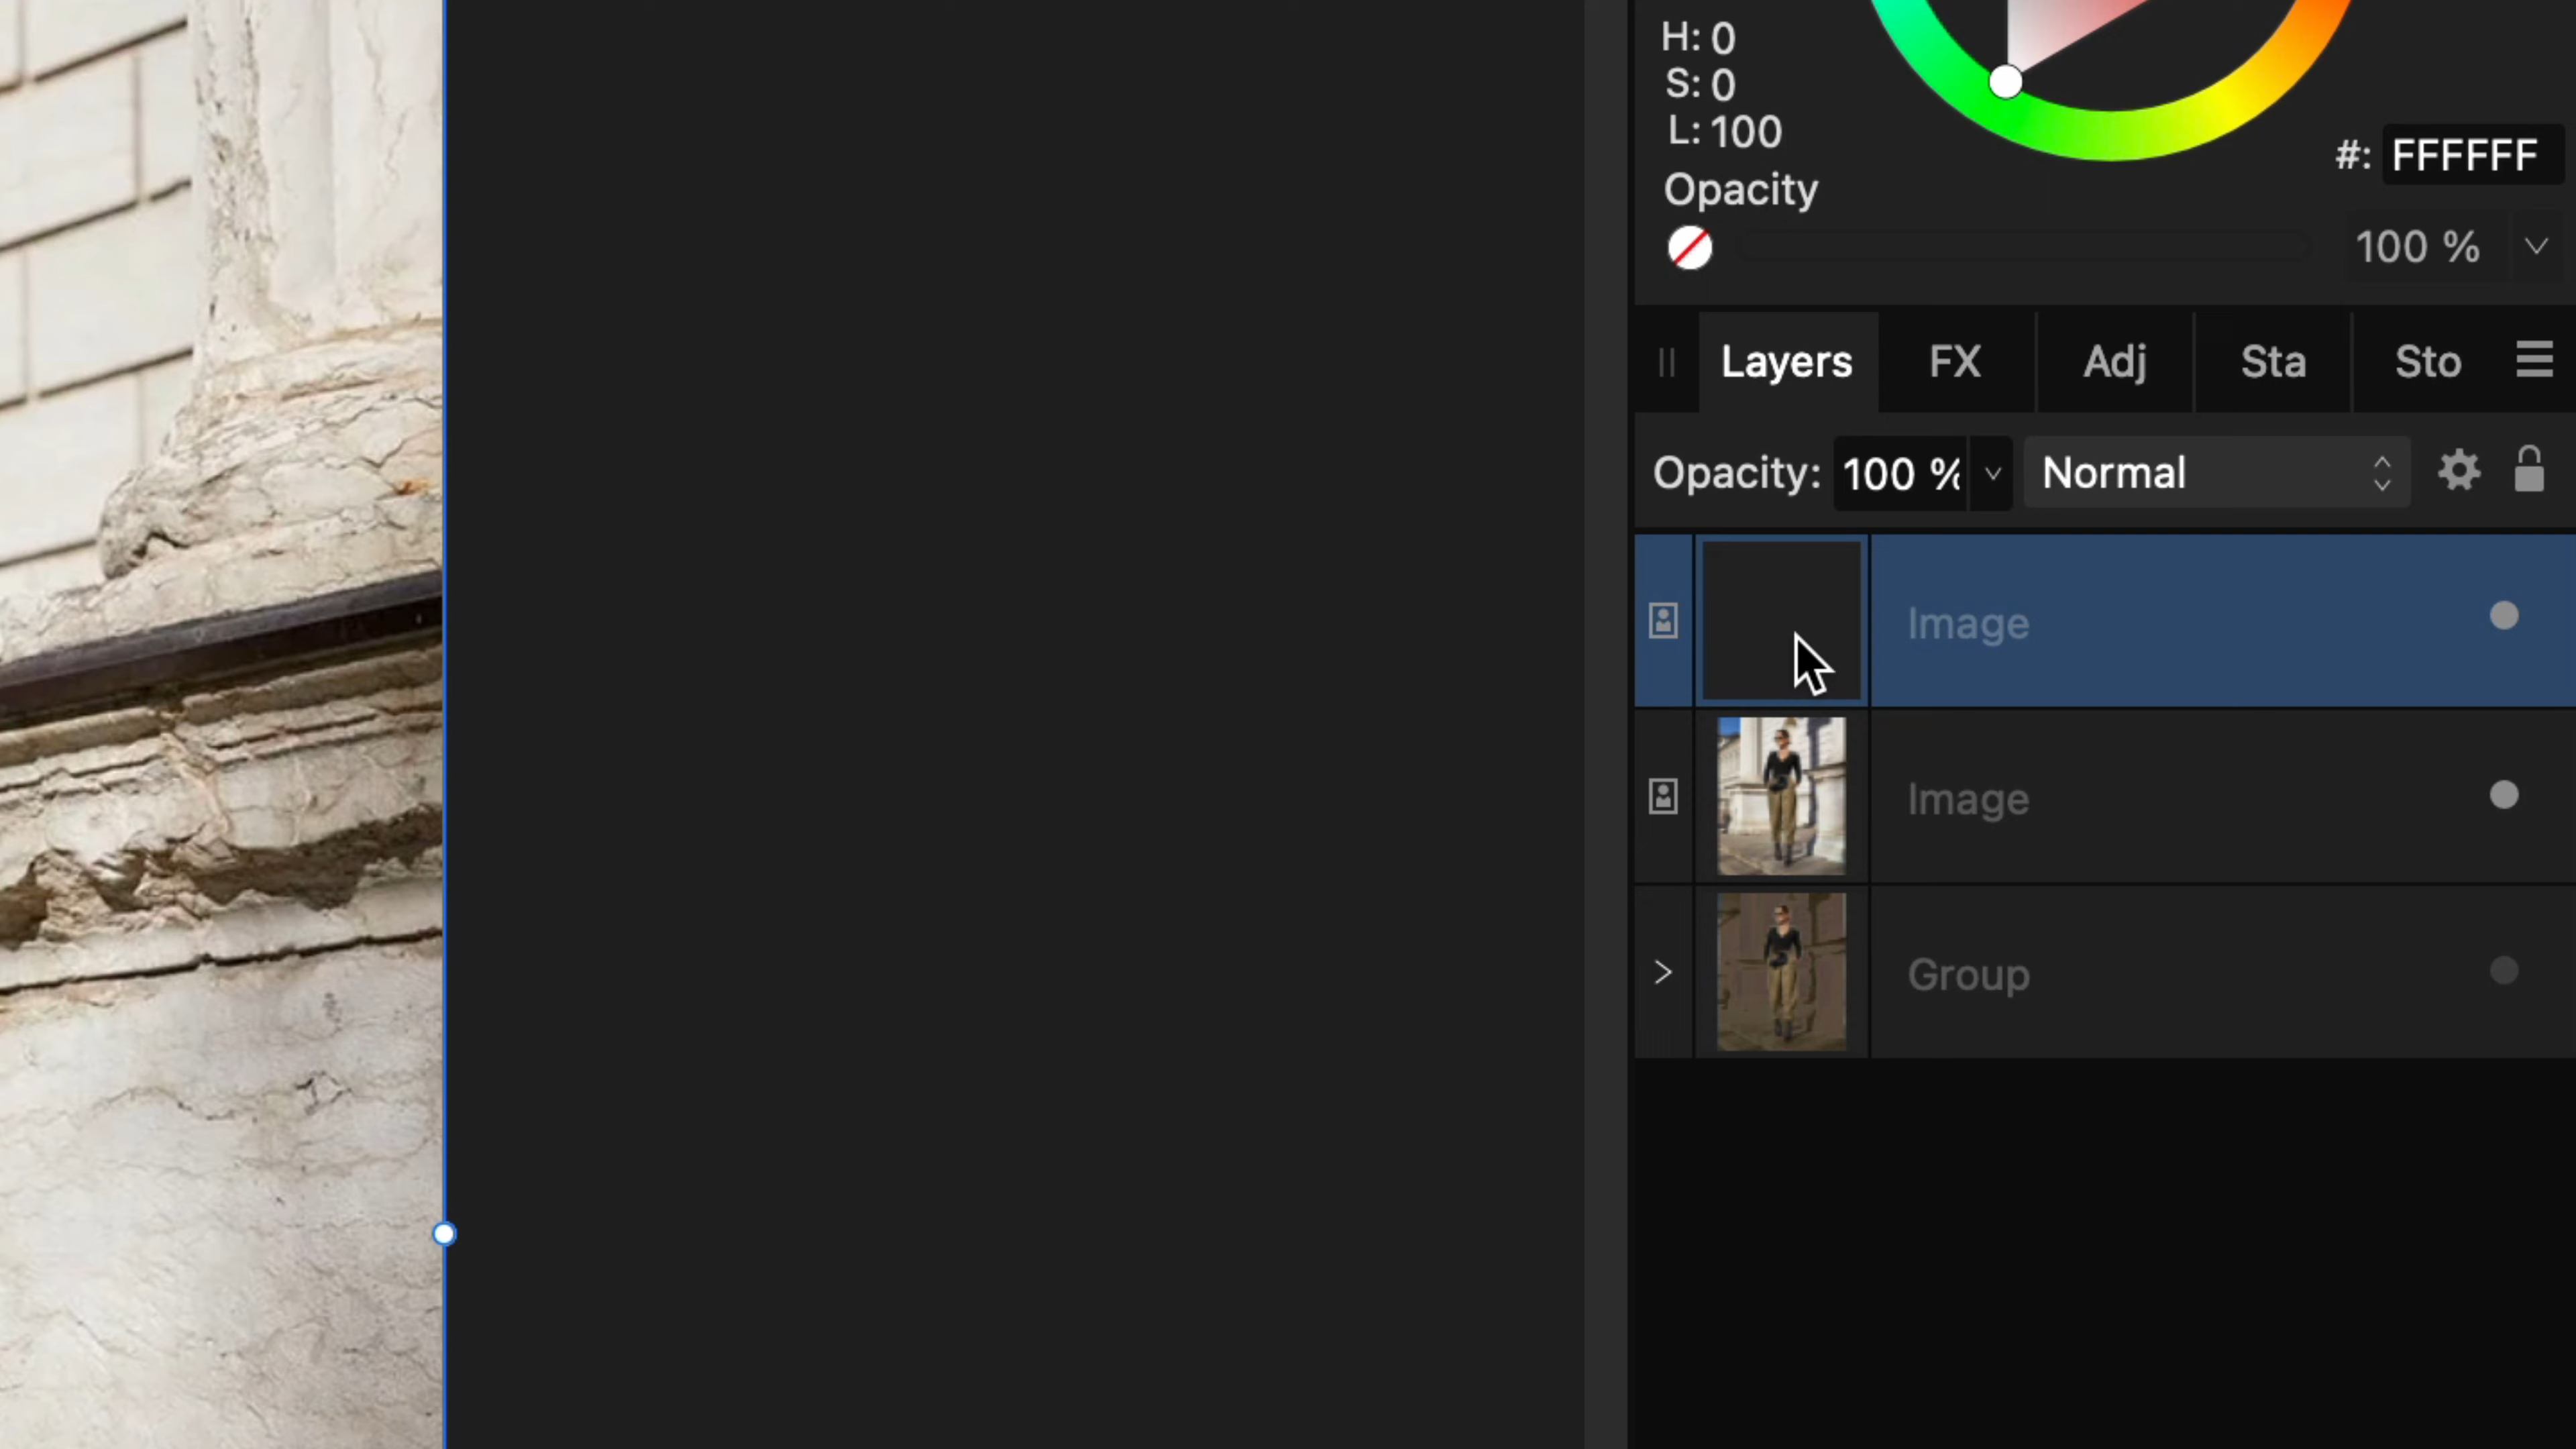 H: 0
S: 0
L: 100
#: FFFFFF
Opacity
100 %
Layers FX Adj Sta Sto
Opacity: 100 % Normal
Image
Image
Group